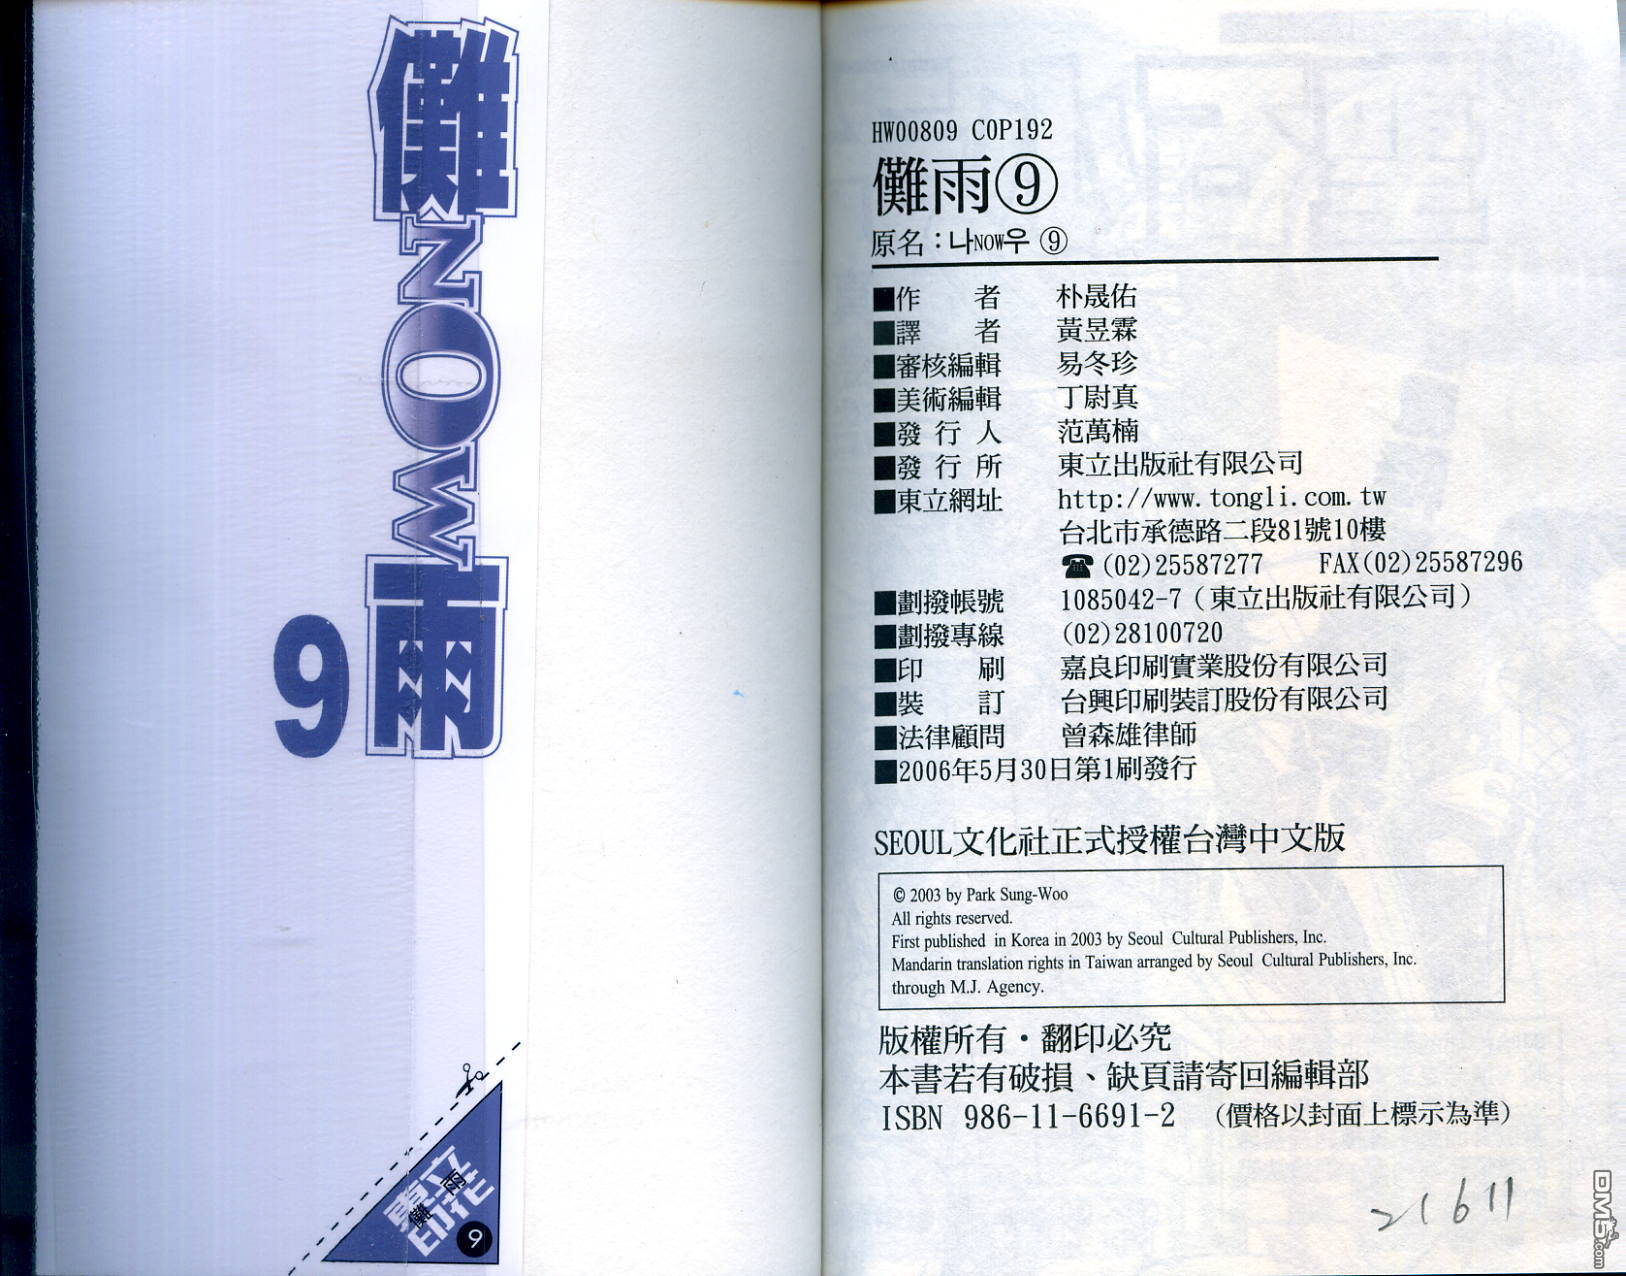 儺NOW雨
9
東立
印花
儺雨
9
HW00809 COP192
儺雨⑨
原名：나NOW우 ⑨
■作者 朴晟佑
■譯者 黃昱霖
■審核編輯 易冬珍
■美術編輯 丁尉真
■發行人 范萬楠
■發行所 東立出版社有限公司
■東立網址 http://www.tongli.com.tw
台北市承德路二段81號10樓
☎(02)25587277 FAX(02)25587296
■劃撥帳號 1085042-7（東立出版社有限公司）
■劃撥專線 (02)28100720
■印刷 嘉良印刷實業股份有限公司
■裝訂 台興印刷裝訂股份有限公司
■法律顧問 曾森雄律師
■2006年5月30日第1刷發行
SEOUL文化社正式授權台灣中文版
© 2003 by Park Sung-Woo
All rights reserved.
First published in Korea in 2003 by Seoul Cultural Publishers, Inc.
Mandarin translation rights in Taiwan arranged by Seoul Cultural Publishers, Inc.
through M.J. Agency.
版權所有・翻印必究
本書若有破損、缺頁請寄回編輯部
ISBN 986-11-6691-2 （價格以封面上標示為準）
21611
DM5.com